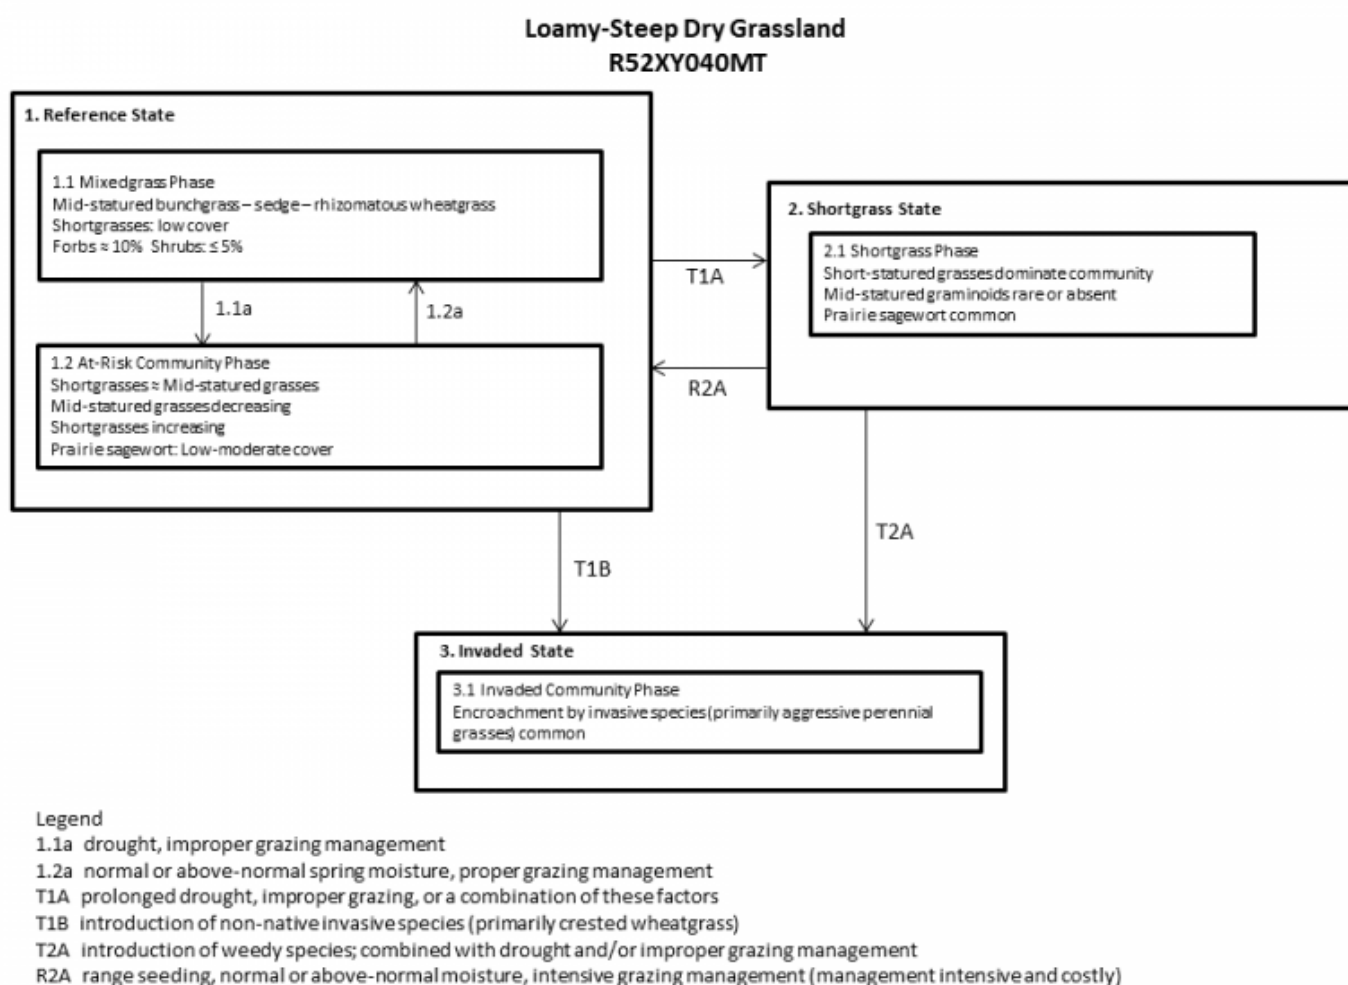 Loamy-Steep Dry Grassland
R52XY040MT
1. Reference State
1.1 Mixedgrass Phase
Mid-statured bunchgrass – sedge – rhizomatous wheatgrass
Shortgrasses: low cover
Forbs ≈ 10%  Shrubs: ≤ 5%
1.1a
1.2a
1.2 At-Risk Community Phase
Shortgrasses ≈ Mid-statured grasses
Mid-statured grasses decreasing
Shortgrasses increasing
Prairie sagewort: Low-moderate cover
T1A
R2A
2. Shortgrass State
2.1 Shortgrass Phase
Short-statured grasses dominate community
Mid-statured graminoids rare or absent
Prairie sagewort common
T1B
T2A
3. Invaded State
3.1 Invaded Community Phase
Encroachment by invasive species (primarily aggressive perennial
grasses) common
Legend
1.1a drought, improper grazing management
1.2a normal or above-normal spring moisture, proper grazing management
T1A prolonged drought, improper grazing, or a combination of these factors
T1B introduction of non-native invasive species (primarily crested wheatgrass)
T2A introduction of weedy species; combined with drought and/or improper grazing management
R2A range seeding, normal or above-normal moisture, intensive grazing management (management intensive and costly)